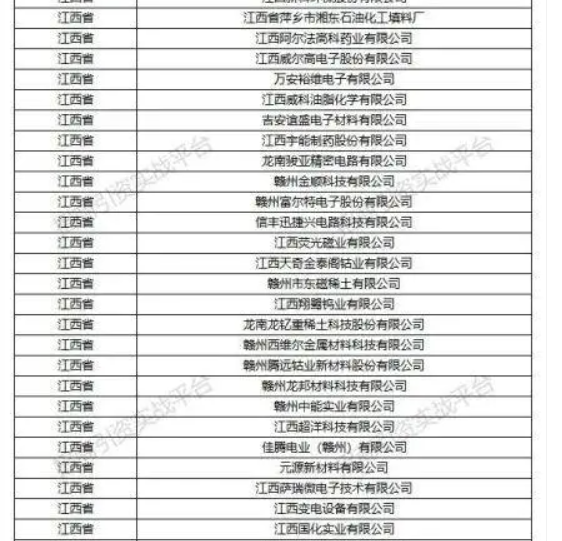 江西省 江西省萍乡市湘东石油化工填料厂
江西省 江西阿尔法高科药业有限公司
江西省 江西威尔高电子股份有限公司
江西省 万安裕维电子有限公司
江西省 江西威科油脂化学有限公司
江西省 吉安谊盛电子材料有限公司
江西省 江西宇能制药股份有限公司
江西省 龙南骏亚精密电路有限公司
江西省 赣州金顺科技有限公司
江西省 赣州富尔特电子股份有限公司
江西省 信丰迅捷兴电路科技有限公司
江西省 江西荧光磁业有限公司
江西省 江西天奇金泰阁钴业有限公司
江西省 赣州市东磁稀土有限公司
江西省 江西翔鹭钨业有限公司
江西省 龙南龙钇重稀土科技股份有限公司
江西省 赣州西维尔金属材料科技有限公司
江西省 赣州腾远钴业新材料股份有限公司
江西省 赣州龙邦材料科技有限公司
江西省 赣州中能实业有限公司
江西省 江西超洋科技有限公司
江西省 佳腾电业（赣州）有限公司
江西省 元源新材料有限公司
江西省 江西萨瑞微电子技术有限公司
江西省 江西变电设备有限公司
江西省 江西国化实业有限公司
引资实战平台